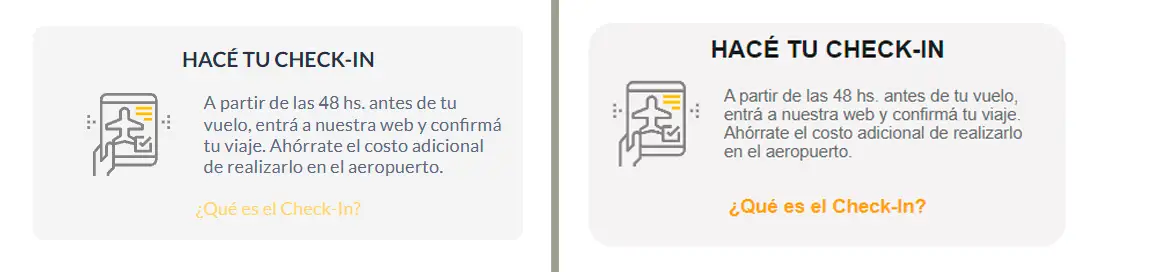 HACÉ TU CHECK-IN
A partir de las 48 hs. antes de tu
vuelo, entrá a nuestra web y confirmá
tu viaje. Ahórrate el costo adicional
de realizarlo en el aeropuerto.
¿Qué es el Check-In?
HACÉ TU CHECK-IN
A partir de las 48 hs. antes de tu vuelo,
entrá a nuestra web y confirmá tu viaje.
Ahórrate el costo adicional de realizarlo
en el aeropuerto.
¿Qué es el Check-In?